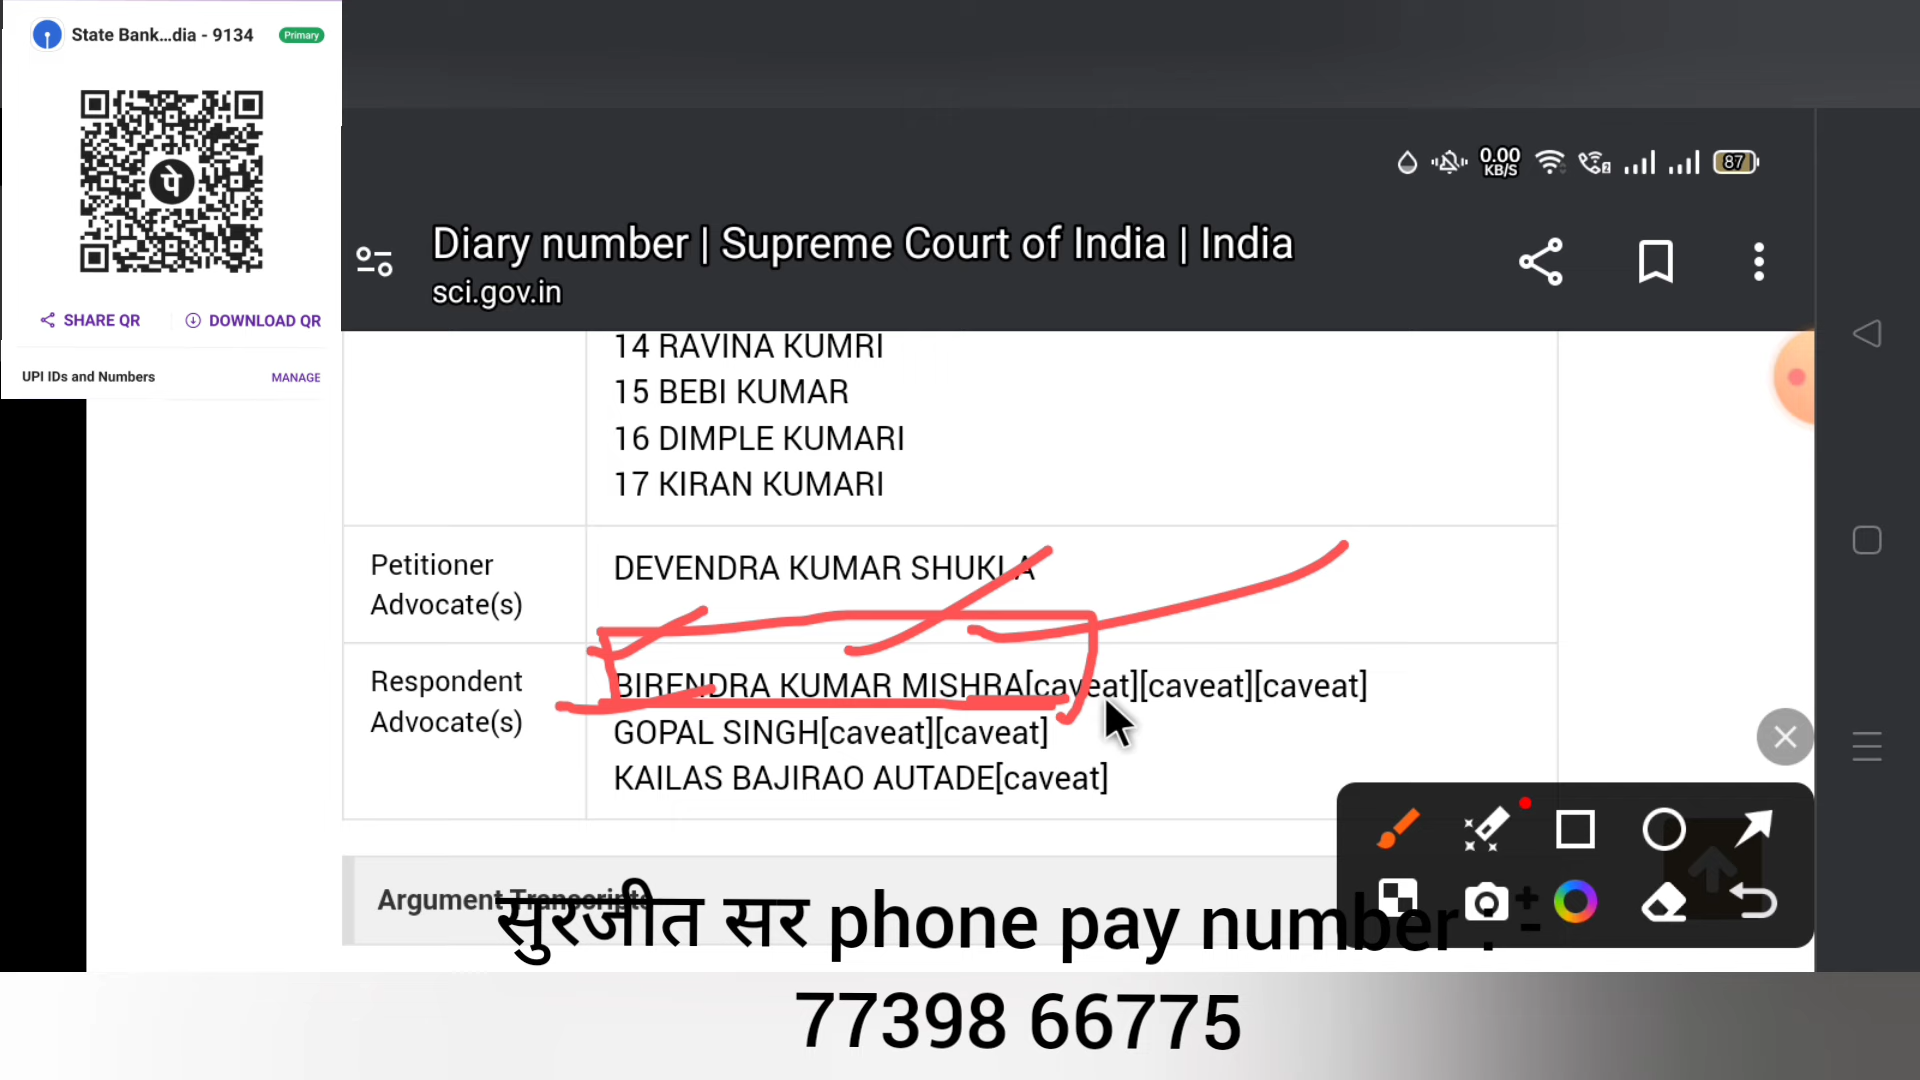 State Bank...dia - 9134
Primary
पे
SHARE QR
DOWNLOAD QR
UPI IDs and Numbers
MANAGE
0.00
KB/S
2
87
Diary number | Supreme Court of India | India
sci.gov.in
14 RAVINA KUMRI
15 BEBI KUMAR
16 DIMPLE KUMARI
17 KIRAN KUMARI
Petitioner
Advocate(s)
DEVENDRA KUMAR SHUKLA
Respondent
Advocate(s)
BIRENDRA KUMAR MISHRA[caveat][caveat][caveat]
GOPAL SINGH[caveat][caveat]
KAILAS BAJIRAO AUTADE[caveat]
Argument Transcripts
सुरजीत सर phone pay number : -
77398 66775